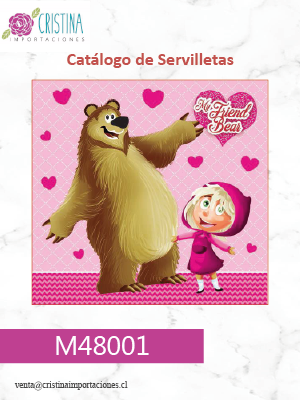 CRISTINA
IMPORTACIONES
Catálogo de Servilletas
My Friend
Bear
M48001
venta@cristinaimportaciones.cl